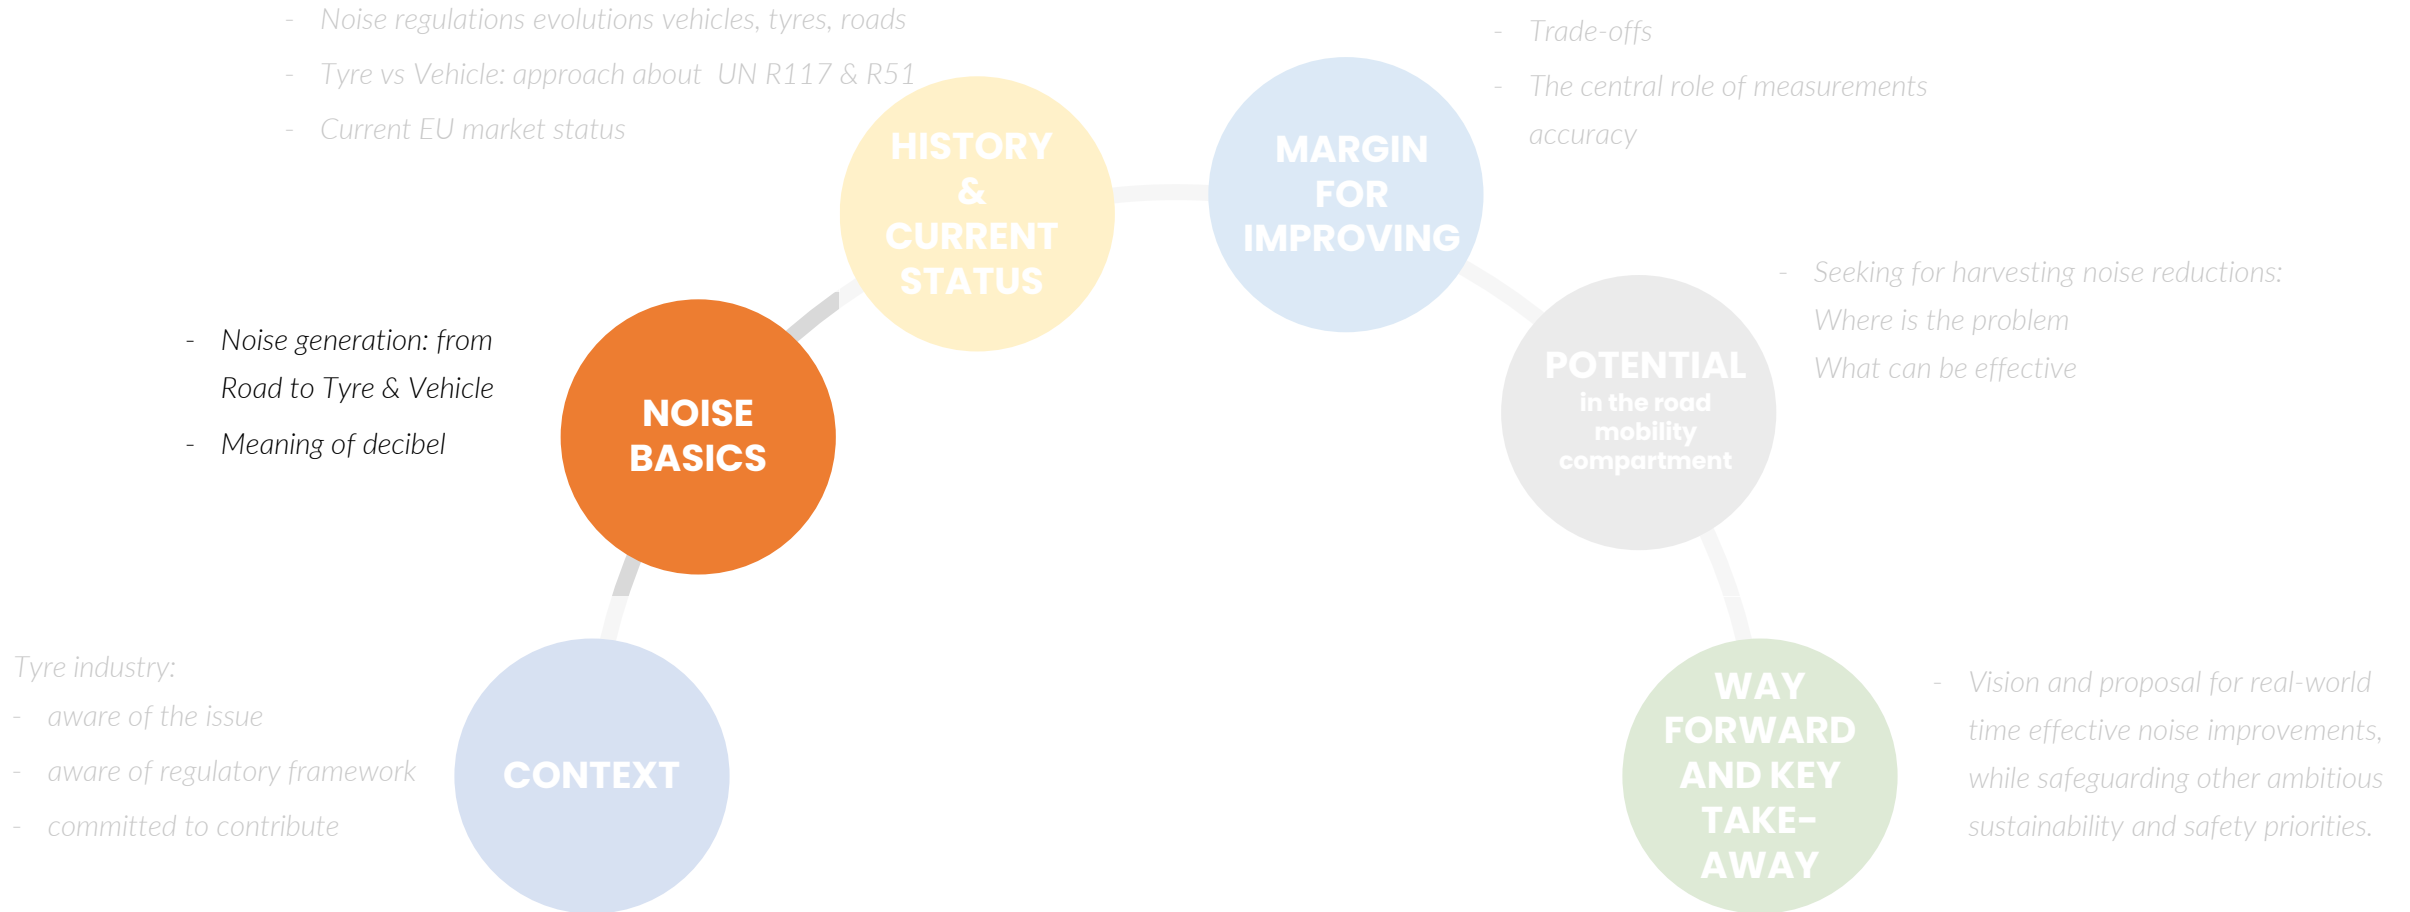 - Noise regulations evolutions vehicles, tyres, roads
- Tyre vs Vehicle: approach about UN R117 & R51
- Current EU market status
HISTORY
&
CURRENT
STATUS
MARGIN
FOR
IMPROVING
- Trade-offs
- The central role of measurements
accuracy
- Noise generation: from
Road to Tyre & Vehicle
- Meaning of decibel
NOISE
BASICS
POTENTIAL
in the road
mobility
compartment
- Seeking for harvesting noise reductions:
Where is the problem
What can be effective
Tyre industry:
- aware of the issue
- aware of regulatory framework
- committed to contribute
CONTEXT
WAY
FORWARD
AND KEY
TAKE-
AWAY
- Vision and proposal for real-world
time effective noise improvements,
while safeguarding other ambitious
sustainability and safety priorities.